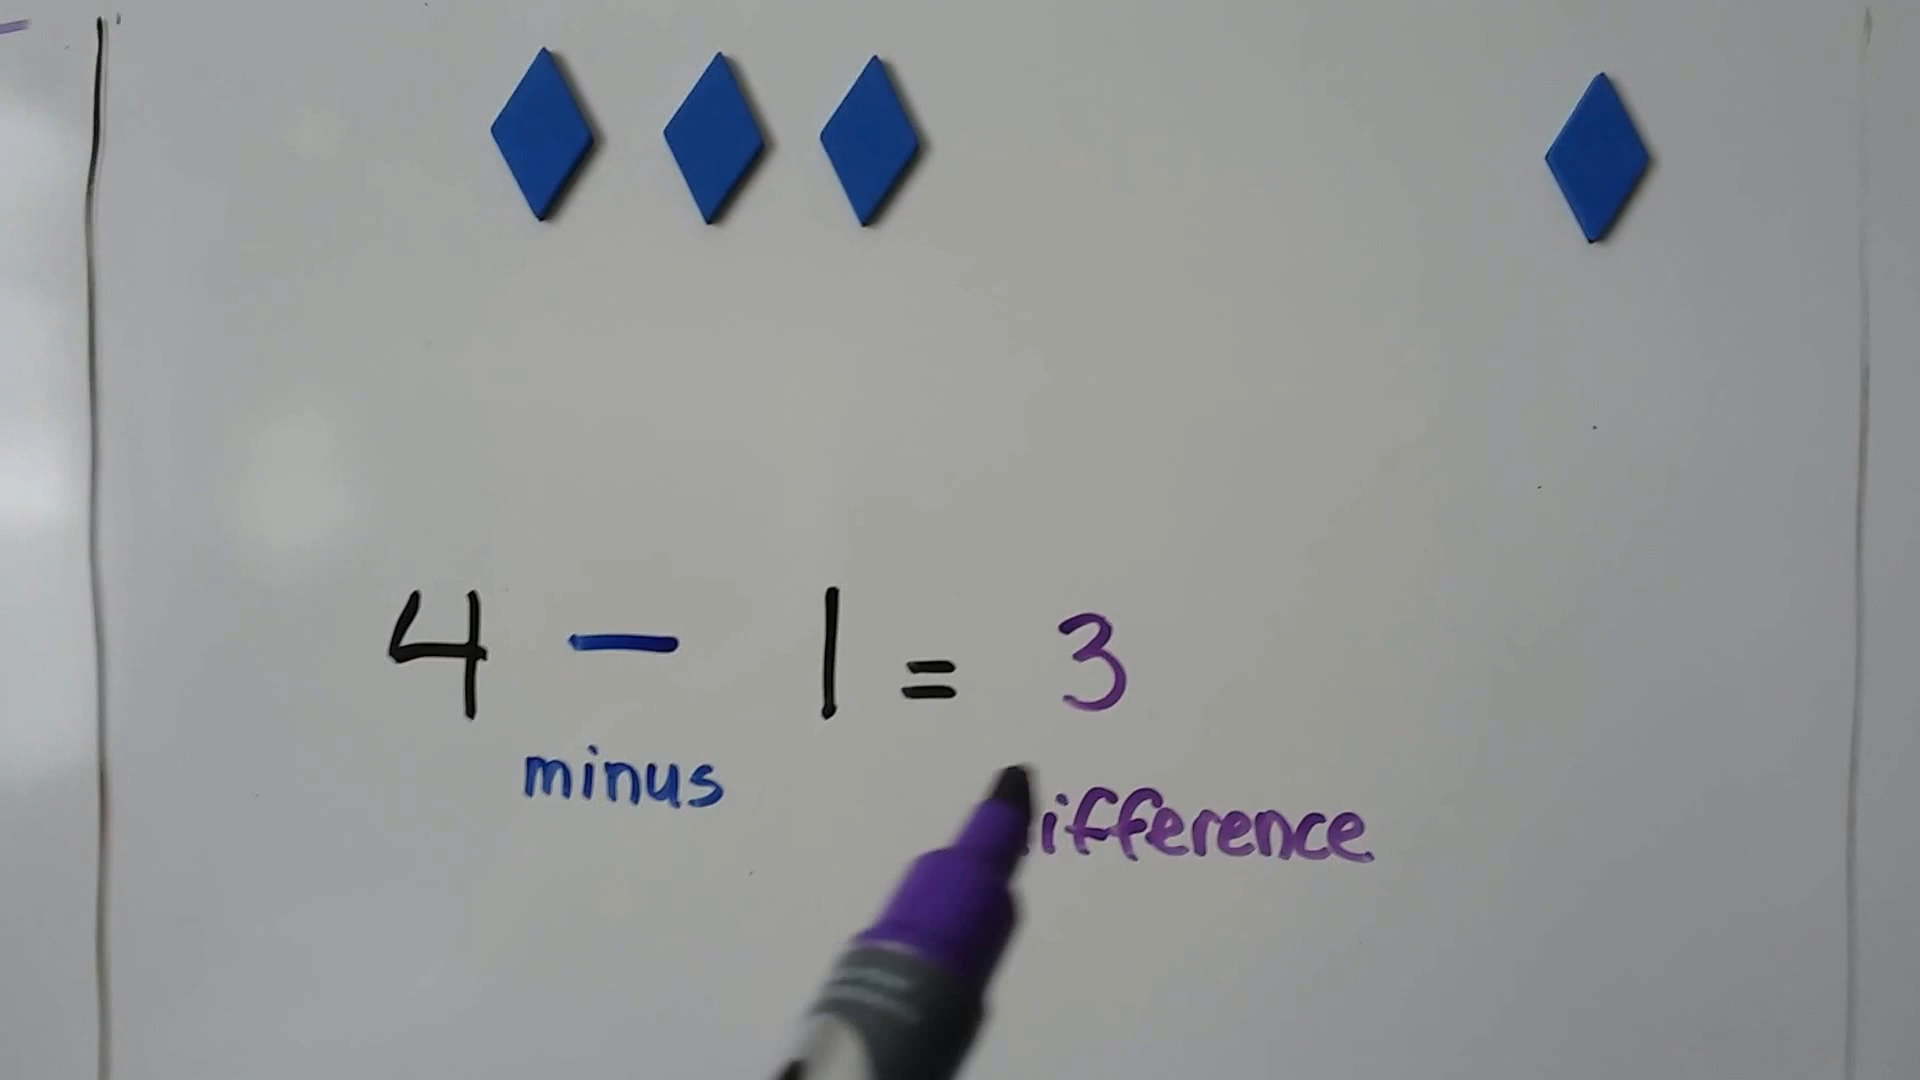 4 - 1 = 3
minus
ifference